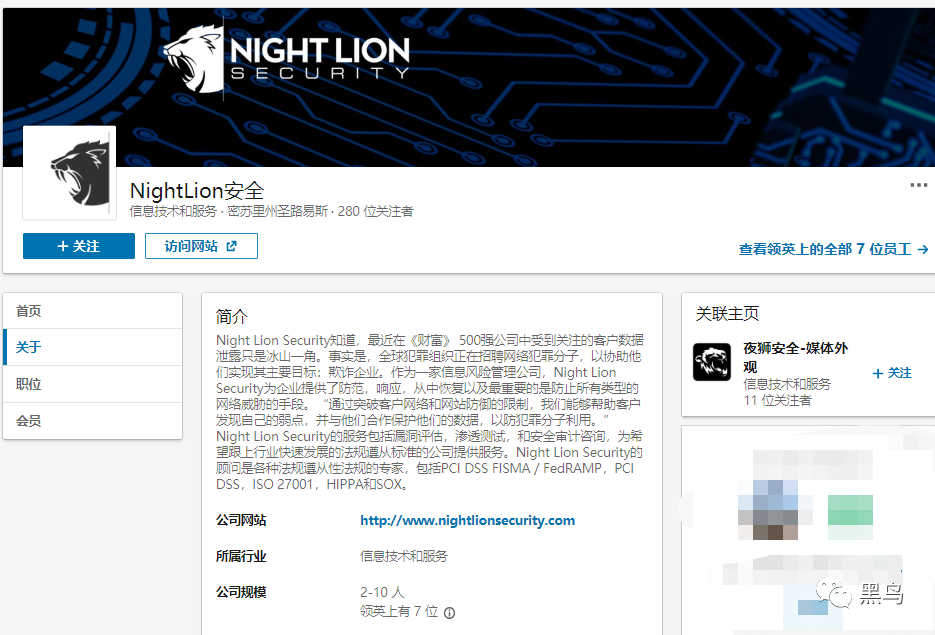 NIGHT LION
SECURITY
NightLion安全
信息技术和服务 · 密苏里州圣路易斯 · 280 位关注者
+ 关注
访问网站
查看领英上的全部 7 位员工 →
首页
关于
职位
会员
简介
Night Lion Security知道，最近在《财富》 500强公司中受到关注的客户数据
泄露只是冰山一角。事实是，全球犯罪组织正在招聘网络犯罪分子，以协助他
们实现其主要目标：欺诈企业。作为一家信息风险管理公司，Night Lion
Security为企业提供了防范，响应，从中恢复以及最重要的是防止所有类型的
网络威胁的手段。 “通过突破客户网络和网站防御的限制，我们能够帮助客户
发现自己的弱点，并与他们合作保护他们的数据，以防犯罪分子利用。”
Night Lion Security的服务包括漏洞评估，渗透测试，和安全审计咨询，为希
望跟上行业快速发展的法规遵从标准的公司提供服务。Night Lion Security的
顾问是各种法规遵从性法规的专家，包括PCI DSS FISMA / FedRAMP，PCI
DSS，ISO 27001，HIPPA和SOX。
公司网站
http://www.nightlionsecurity.com
所属行业
信息技术和服务
公司规模
2-10 人
领英上有 7 位
关联主页
夜狮安全-媒体外
观
信息技术和服务
11 位关注者
+ 关注
黑鸟